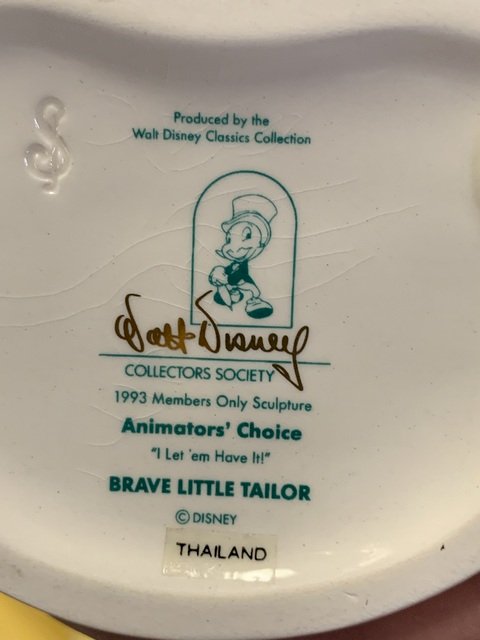 Produced by the
Walt Disney Classics Collection
Walt Disney
COLLECTORS SOCIETY
1993 Members Only Sculpture
Animators' Choice
"I Let 'em Have It!"
BRAVE LITTLE TAILOR
© DISNEY
THAILAND